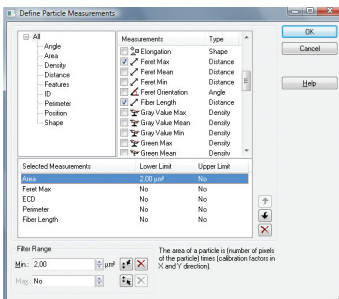 Define Particle Measurements
All
Angle
Area
Density
Distance
Features
ID
Perimeter
Position
Shape
Measurements Type
Elongation Shape
Feret Max Distance
Feret Mean Distance
Feret Min Distance
Feret Orientation Angle
Fiber Length Distance
Gray Value Max Density
Gray Value Mean Density
Gray Value Min Density
Green Max Density
Green Mean Density
OK
Cancel
Help
Selected Measurements Lower Limit Upper Limit
Area 2,00 µm² No
Feret Max No No
ECD No No
Perimeter No No
Fiber Length No No
Filter Range
Min.: 2,00 µm²
Max.: No
The area of a particle is (number of pixels
of the particle) times (calibration factors in
X and Y direction).